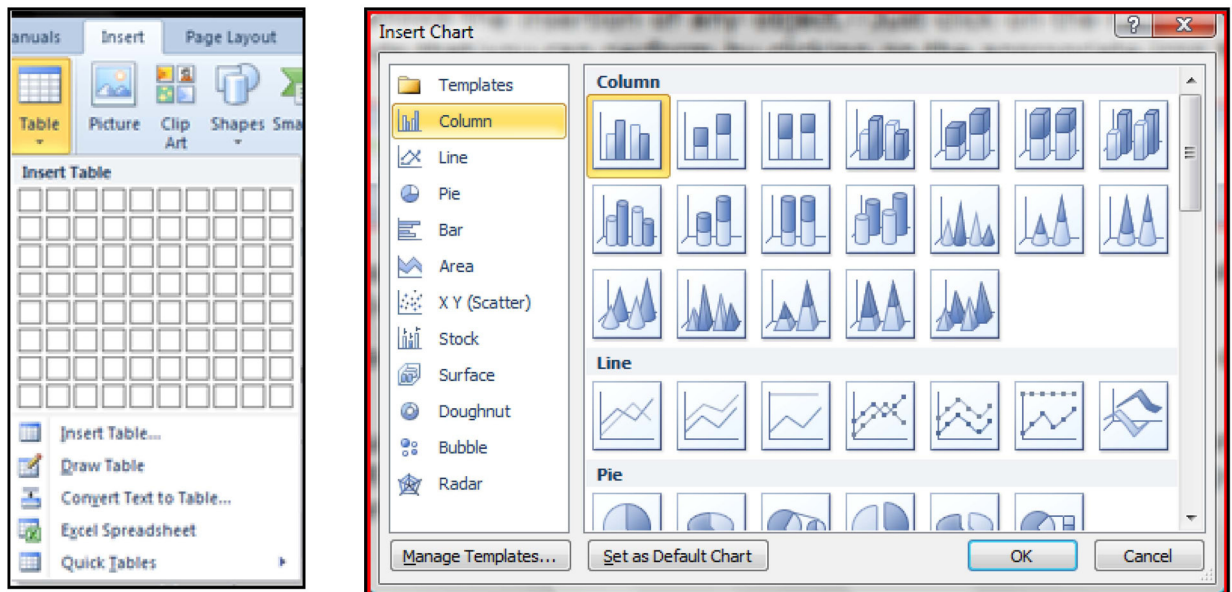 anuals Insert Page Layout
Table Picture Clip Art Shapes Sma
Insert Table
Insert Table...
Draw Table
Convert Text to Table...
Excel Spreadsheet
Quick Tables
Insert Chart
Templates
Column
Line
Pie
Bar
Area
X Y (Scatter)
Stock
Surface
Doughnut
Bubble
Radar
Column
Line
Pie
Manage Templates...
Set as Default Chart
OK
Cancel